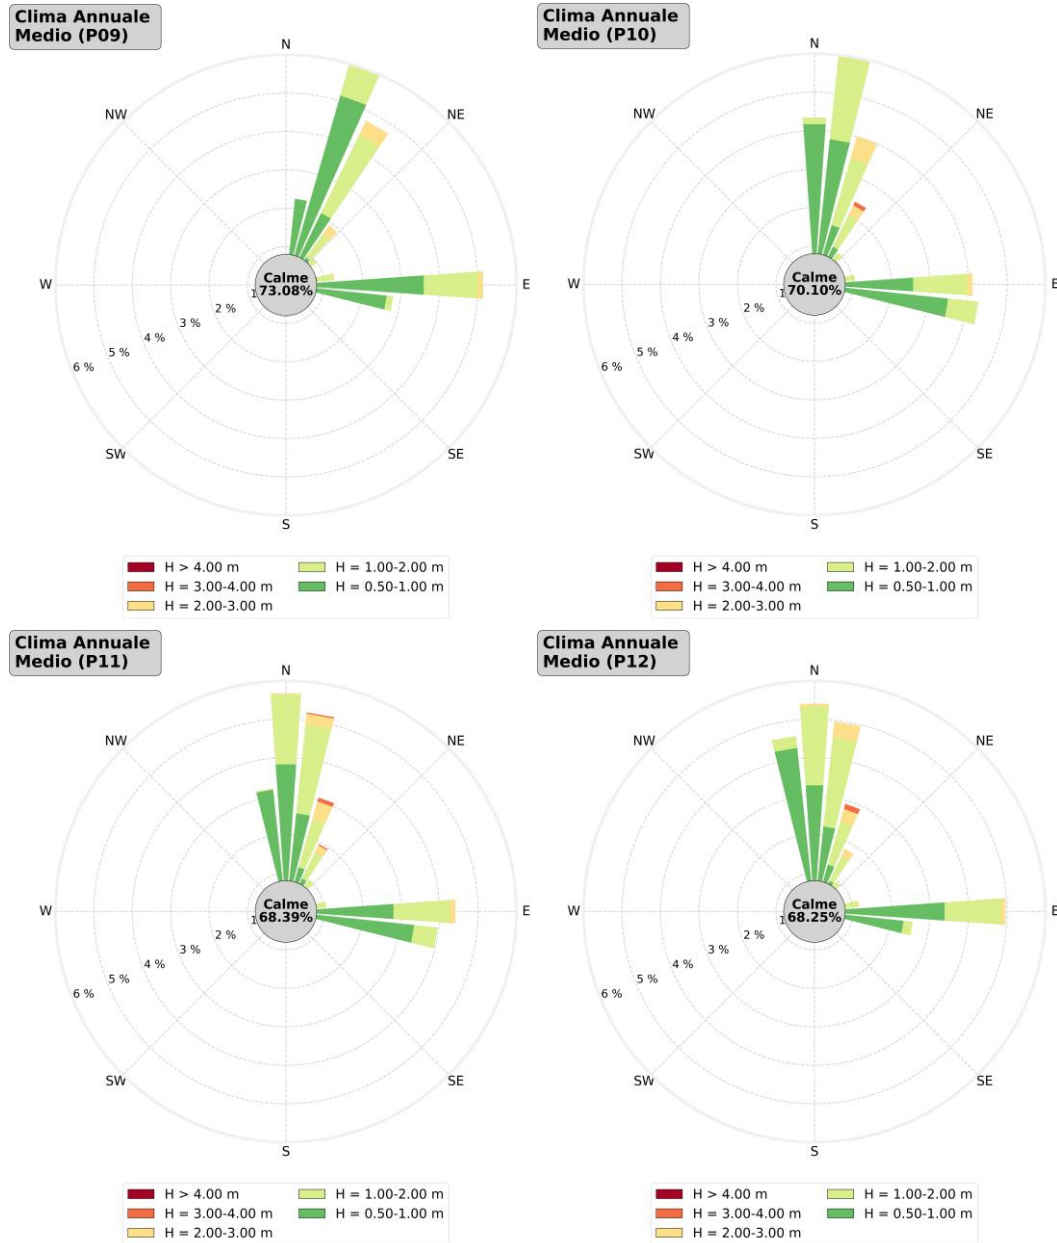 Clima Annuale
Medio (P09)
N
NW
NE
W
E
SW
SE
S
Calme
73.08%
1
2 %
3 %
4 %
5 %
6 %
H > 4.00 m
H = 3.00-4.00 m
H = 2.00-3.00 m
H = 1.00-2.00 m
H = 0.50-1.00 m
Clima Annuale
Medio (P10)
N
NW
NE
W
E
SW
SE
S
Calme
70.10%
1
2 %
3 %
4 %
5 %
6 %
H > 4.00 m
H = 3.00-4.00 m
H = 2.00-3.00 m
H = 1.00-2.00 m
H = 0.50-1.00 m
Clima Annuale
Medio (P11)
N
NW
NE
W
E
SW
SE
S
Calme
68.39%
1
2 %
3 %
4 %
5 %
6 %
H > 4.00 m
H = 3.00-4.00 m
H = 2.00-3.00 m
H = 1.00-2.00 m
H = 0.50-1.00 m
Clima Annuale
Medio (P12)
N
NW
NE
W
E
SW
SE
S
Calme
68.25%
1
2 %
3 %
4 %
5 %
6 %
H > 4.00 m
H = 3.00-4.00 m
H = 2.00-3.00 m
H = 1.00-2.00 m
H = 0.50-1.00 m